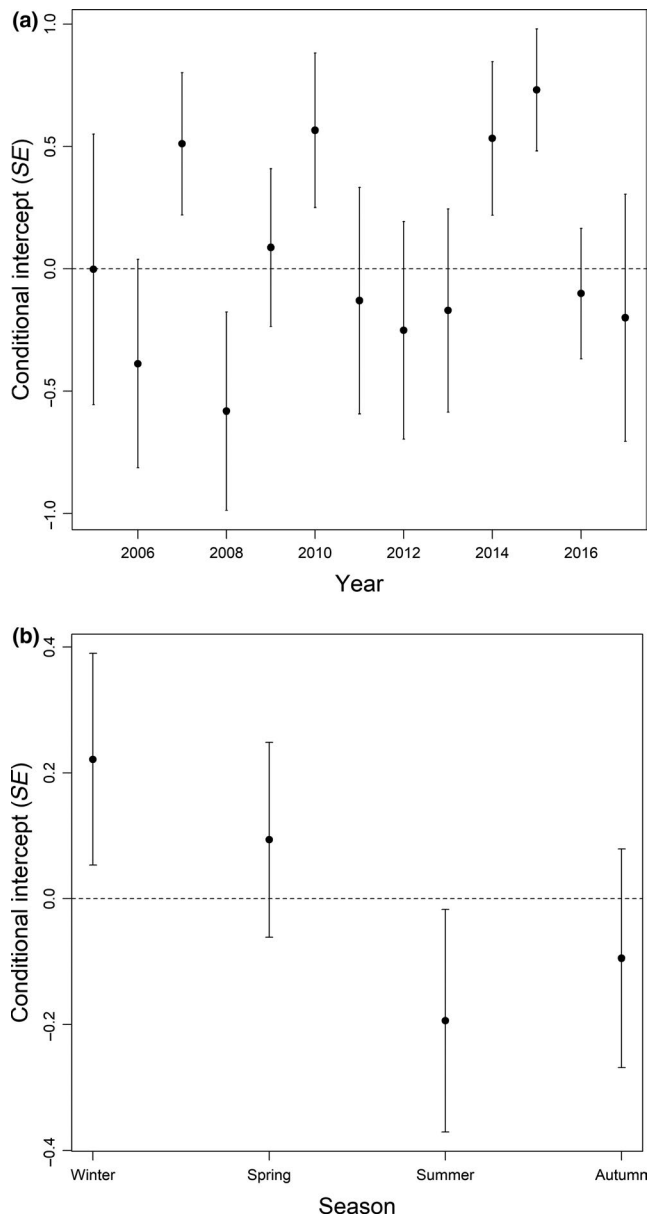 (a)
1.0
0.5
0.0
-0.5
-1.0
Conditional intercept (SE)
2006 2008 2010 2012 2014 2016
Year
(b)
0.4
0.2
0.0
-0.2
-0.4
Conditional intercept (SE)
Winter Spring Summer Autumn
Season